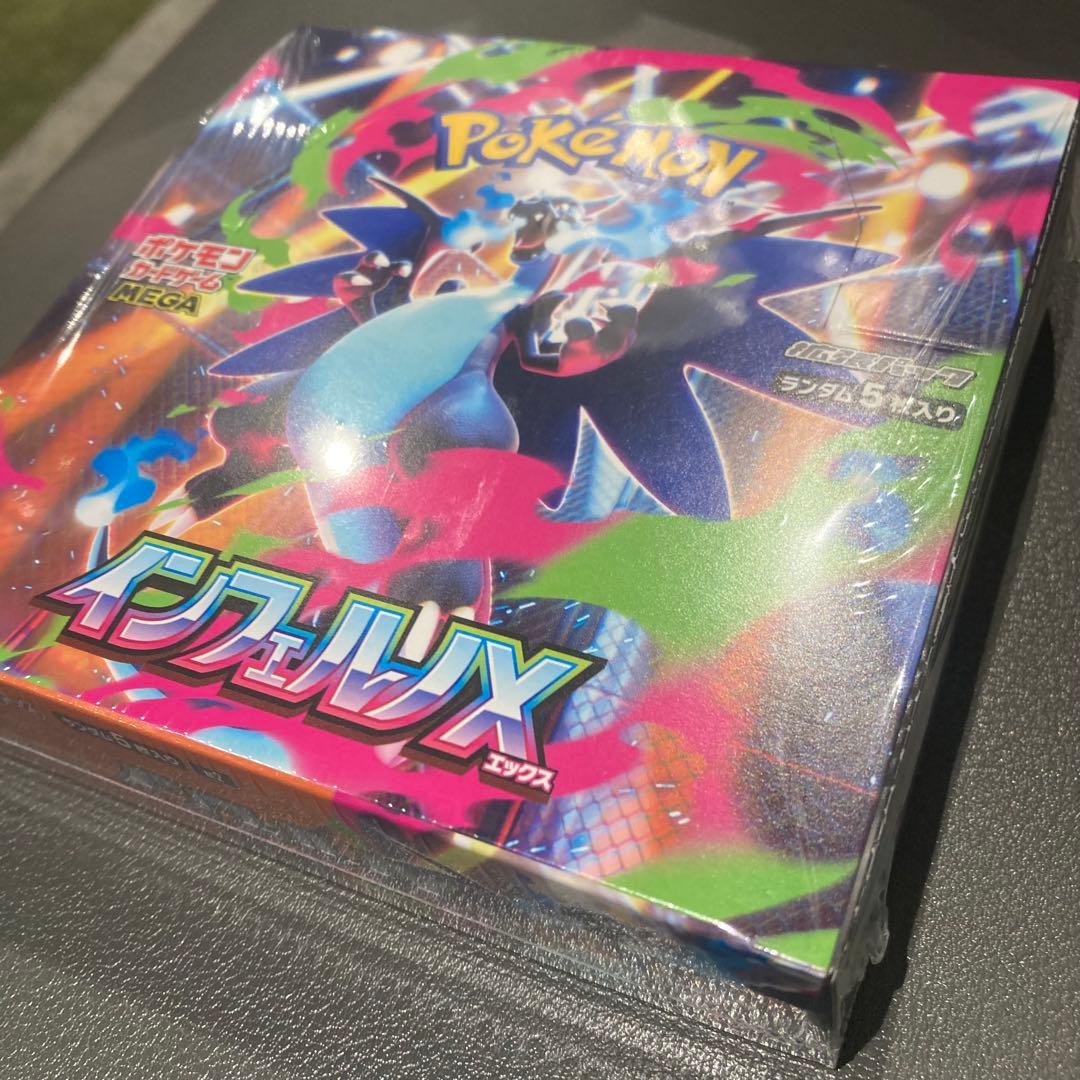 POKéMON
ポケモン
カードゲーム
MEGA
拡張パック
ランダム5枚入り
インフェルノX
エックス